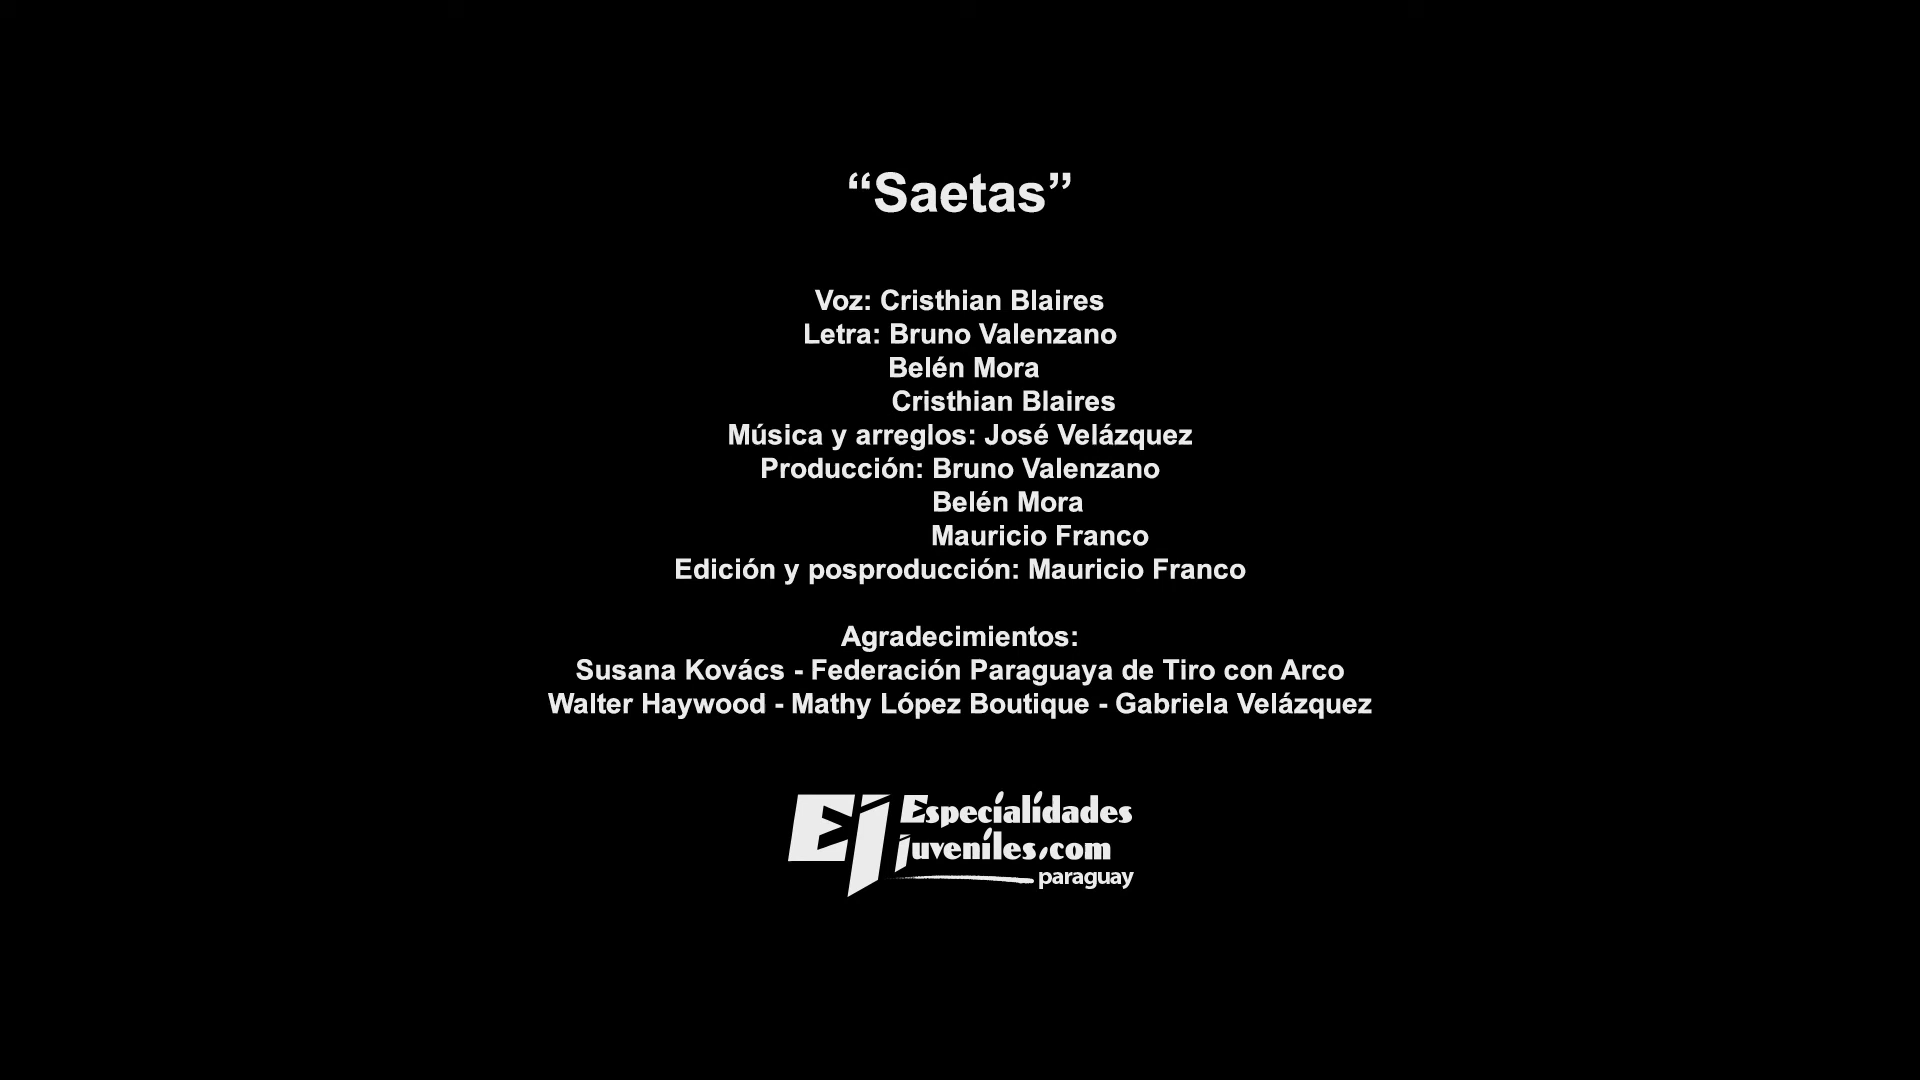 “Saetas”
Voz: Cristhian Blaires
Letra: Bruno Valenzano
Belén Mora
Cristhian Blaires
Música y arreglos: José Velázquez
Producción: Bruno Valenzano
Belén Mora
Mauricio Franco
Edición y posproducción: Mauricio Franco
Agradecimientos:
Susana Kovács - Federación Paraguaya de Tiro con Arco
Walter Haywood - Mathy López Boutique - Gabriela Velázquez
Ej Especialidades
juveniles.com
paraguay